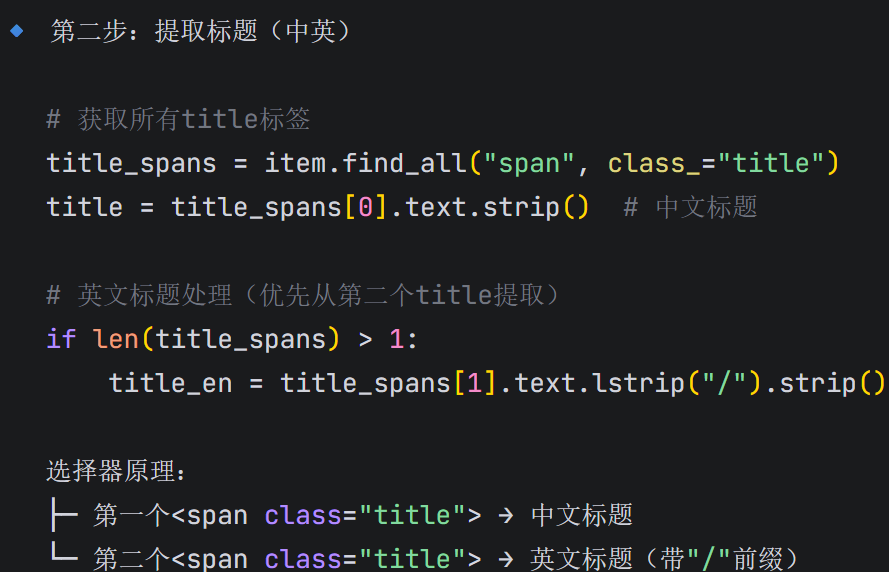 第二步：提取标题（中英）
# 获取所有title标签
title_spans = item.find_all("span", class_="title")
title = title_spans[0].text.strip()  # 中文标题
# 英文标题处理（优先从第二个title提取）
if len(title_spans) > 1:
    title_en = title_spans[1].text.lstrip("/").strip()
选择器原理：
├─ 第一个<span class="title"> → 中文标题
└─ 第二个<span class="title"> → 英文标题（带"/"前缀）